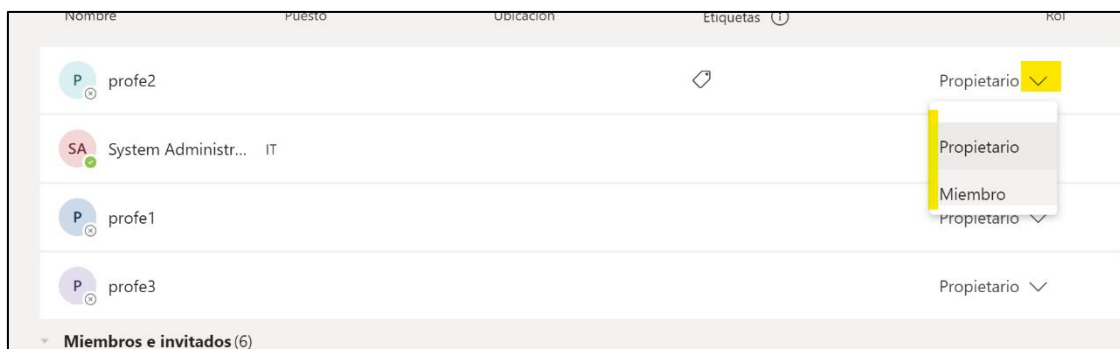 Nombre Puesto Ubicación Etiquetas Rol
P profe2 Propietario
SA System Administr... IT Propietario
Miembro
P profe1 Propietario
P profe3 Propietario
Miembros e invitados (6)